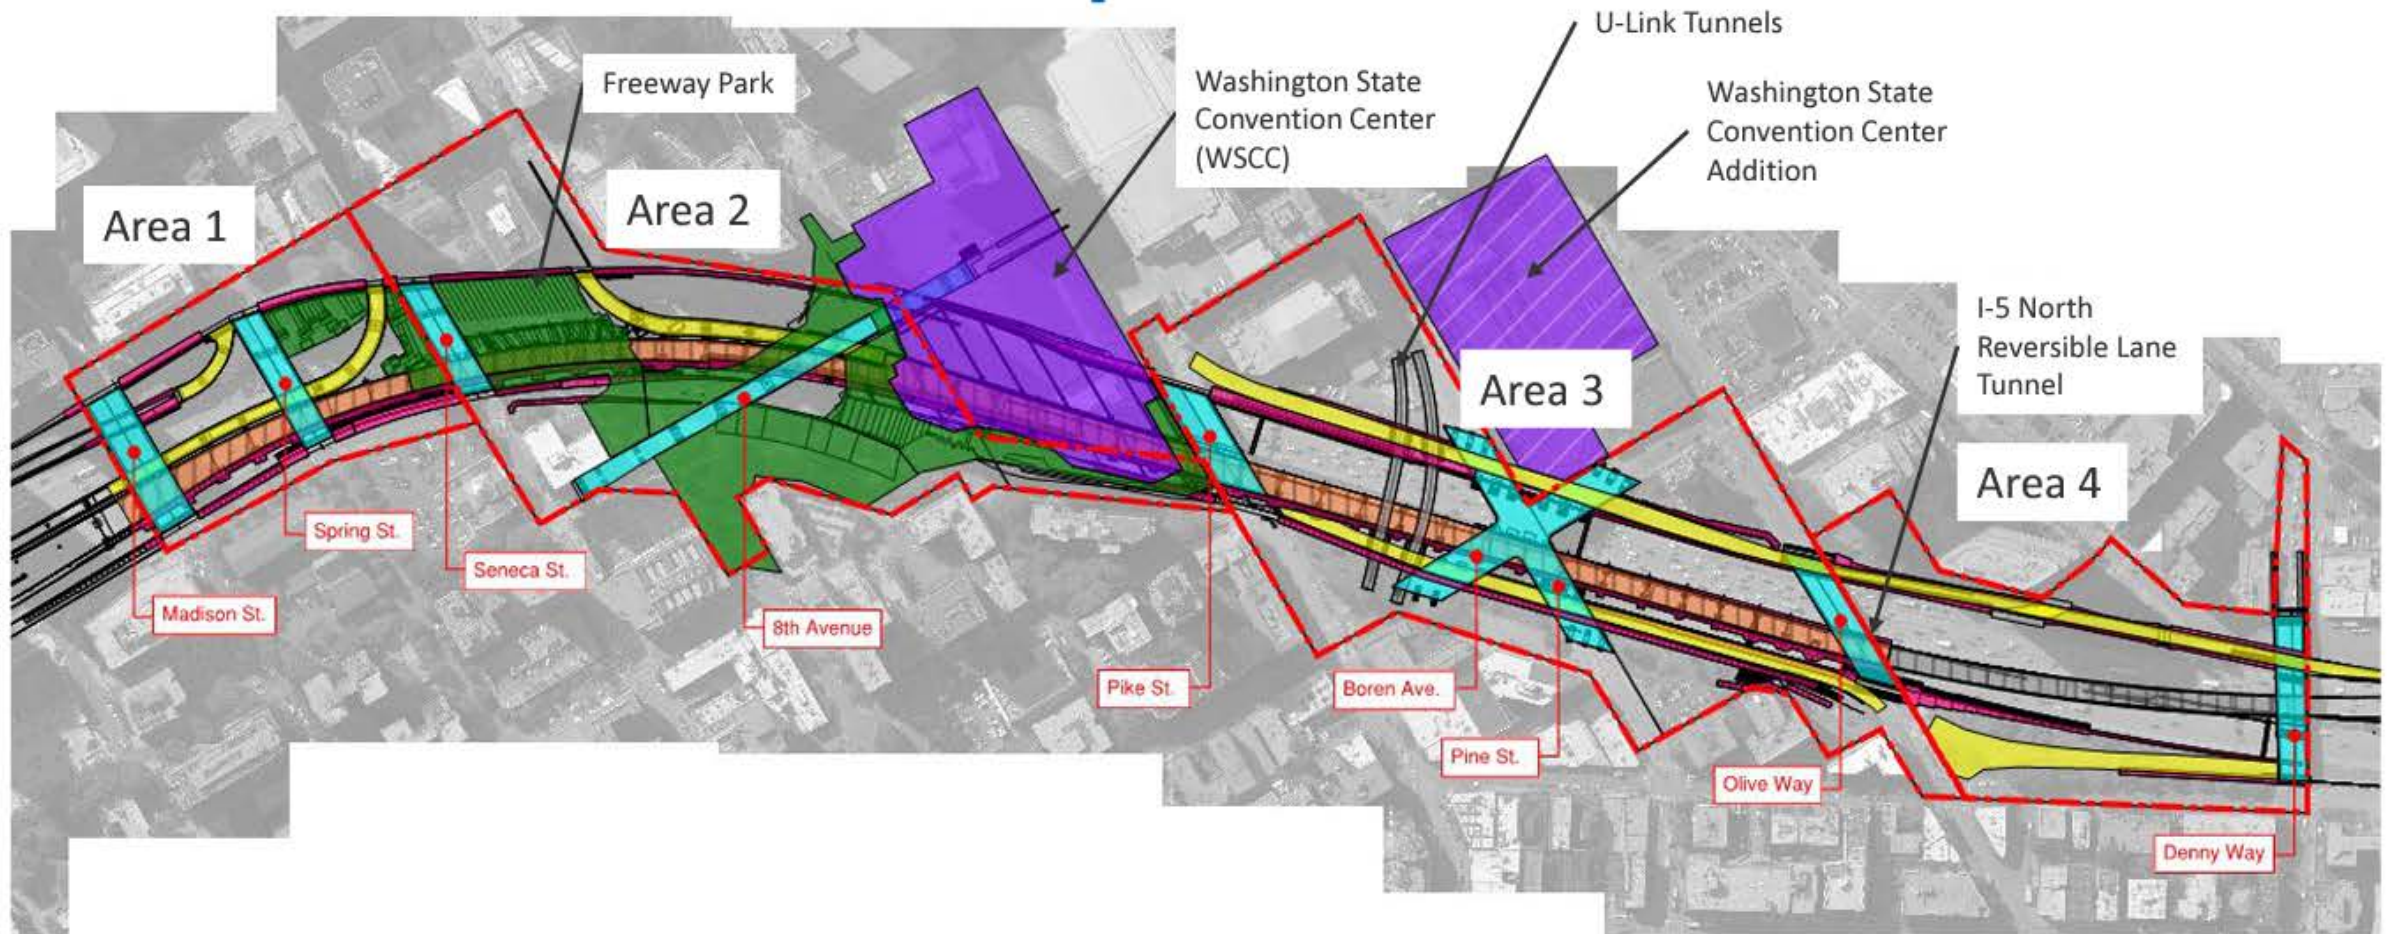 U-Link Tunnels
Freeway Park
Washington State
Convention Center
(WSCC)
Washington State
Convention Center
Addition
Area 1
Area 2
I-5 North
Reversible Lane
Tunnel
Area 3
Area 4
Spring St.
Seneca St.
Madison St.
8th Avenue
Pike St.
Boren Ave.
Pine St.
Olive Way
Denny Way